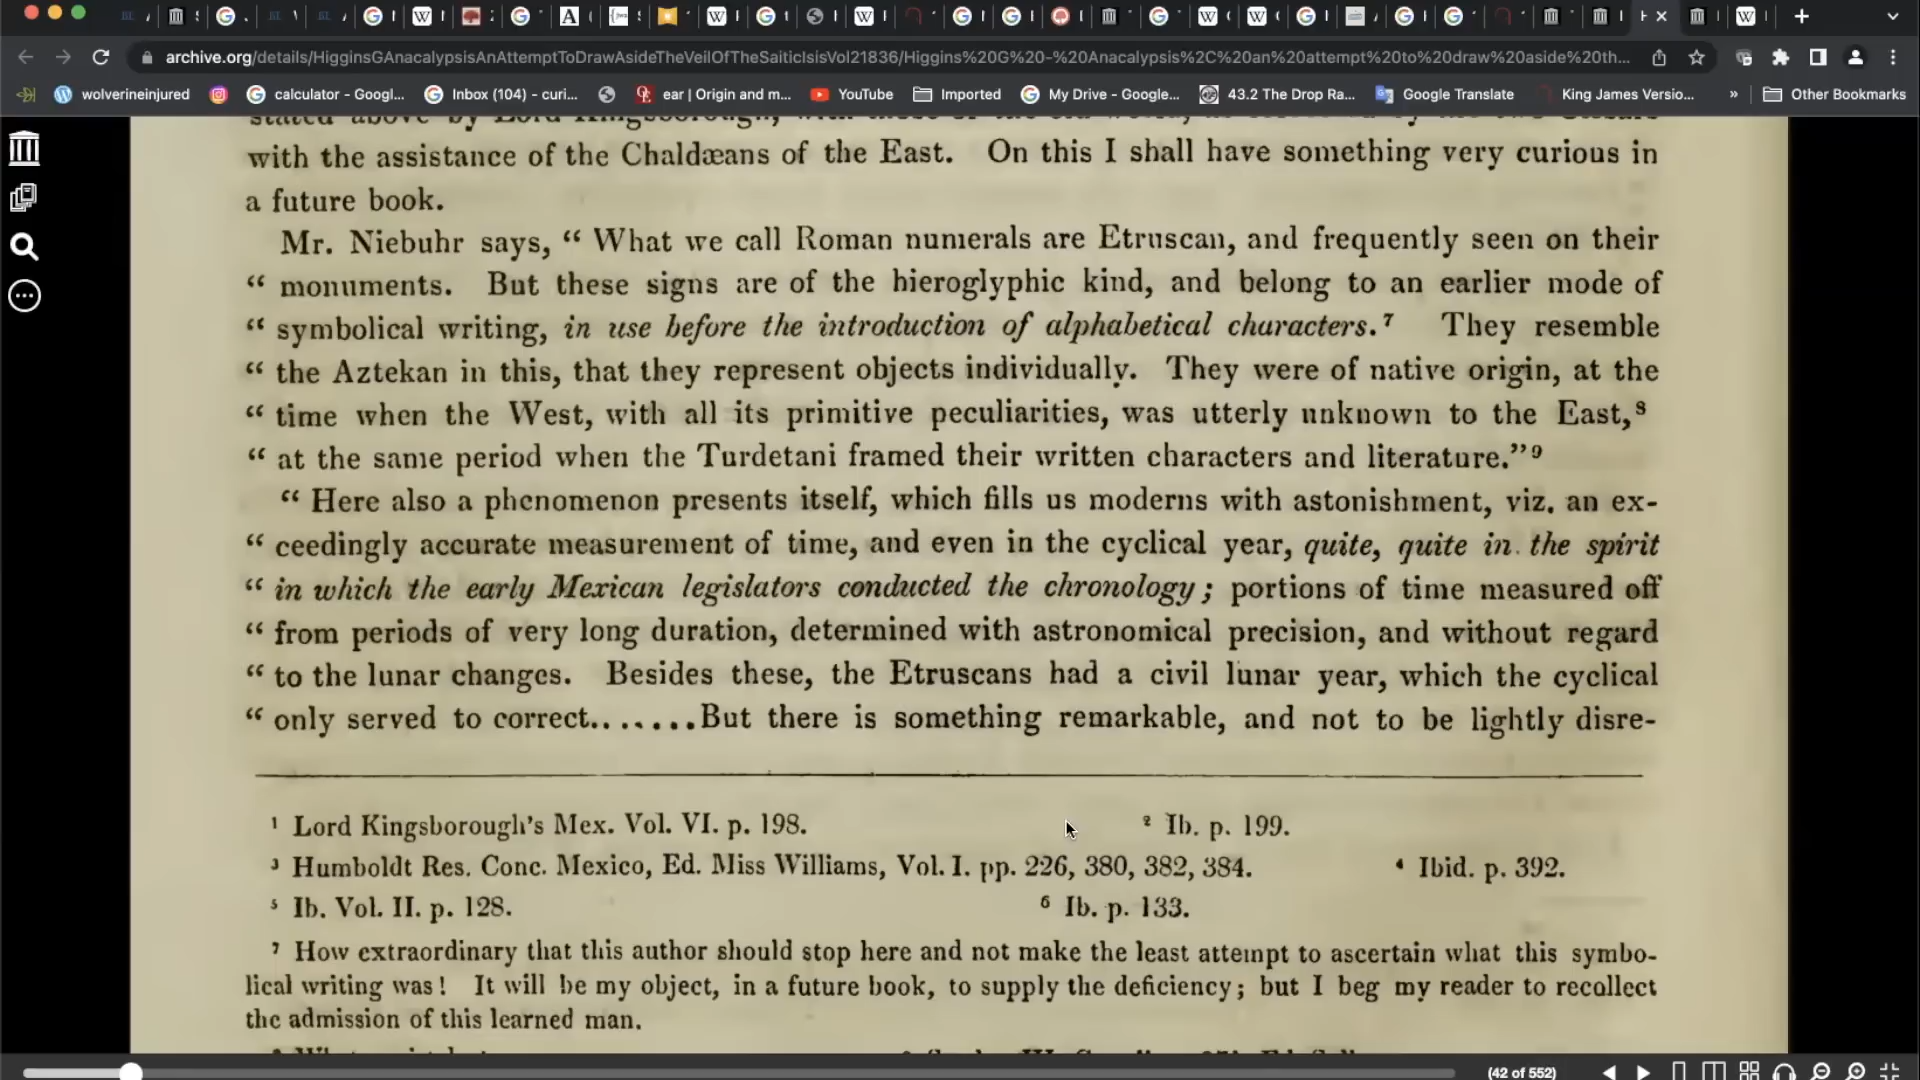 archive.org/details/HigginsGAnacalypsisAnAttemptToDrawAsideTheVeilOfTheSaiticIsisVol21836/Higgins%20G%20-%20Anacalypsis%2C%20an%20attempt%20to%20draw%20aside%20th...
wolverineinjured calculator - Googl... Inbox (104) - curi... ear | Origin and m... YouTube Imported My Drive - Google... 43.2 The Drop Ra... Google Translate King James Versio... » Other Bookmarks
stated above by Lord Kingsborough,
with the assistance of the Chaldæans of the East. On this I shall have something very curious in
a future book.
Mr. Niebuhr says, “ What we call Roman numerals are Etruscan, and frequently seen on their
“ monuments. But these signs are of the hieroglyphic kind, and belong to an earlier mode of
“ symbolical writing, in use before the introduction of alphabetical characters.⁷ They resemble
“ the Aztekan in this, that they represent objects individually. They were of native origin, at the
“ time when the West, with all its primitive peculiarities, was utterly unknown to the East,⁸
“ at the same period when the Turdetani framed their written characters and literature.”⁹
“ Here also a phenomenon presents itself, which fills us moderns with astonishment, viz. an ex-
“ ceedingly accurate measurement of time, and even in the cyclical year, quite, quite in the spirit
“ in which the early Mexican legislators conducted the chronology ; portions of time measured off
“ from periods of very long duration, determined with astronomical precision, and without regard
“ to the lunar changes. Besides these, the Etruscans had a civil lunar year, which the cyclical
“ only served to correct.......But there is something remarkable, and not to be lightly disre-
¹ Lord Kingsborough's Mex. Vol. VI. p. 198. ² Ib. p. 199.
³ Humboldt Res. Conc. Mexico, Ed. Miss Williams, Vol. I. pp. 226, 380, 382, 384. ⁴ Ibid. p. 392.
⁵ Ib. Vol. II. p. 128. ⁶ Ib. p. 133.
⁷ How extraordinary that this author should stop here and not make the least attempt to ascertain what this symbo-
lical writing was ! It will be my object, in a future book, to supply the deficiency ; but I beg my reader to recollect
the admission of this learned man.
(42 of 552)